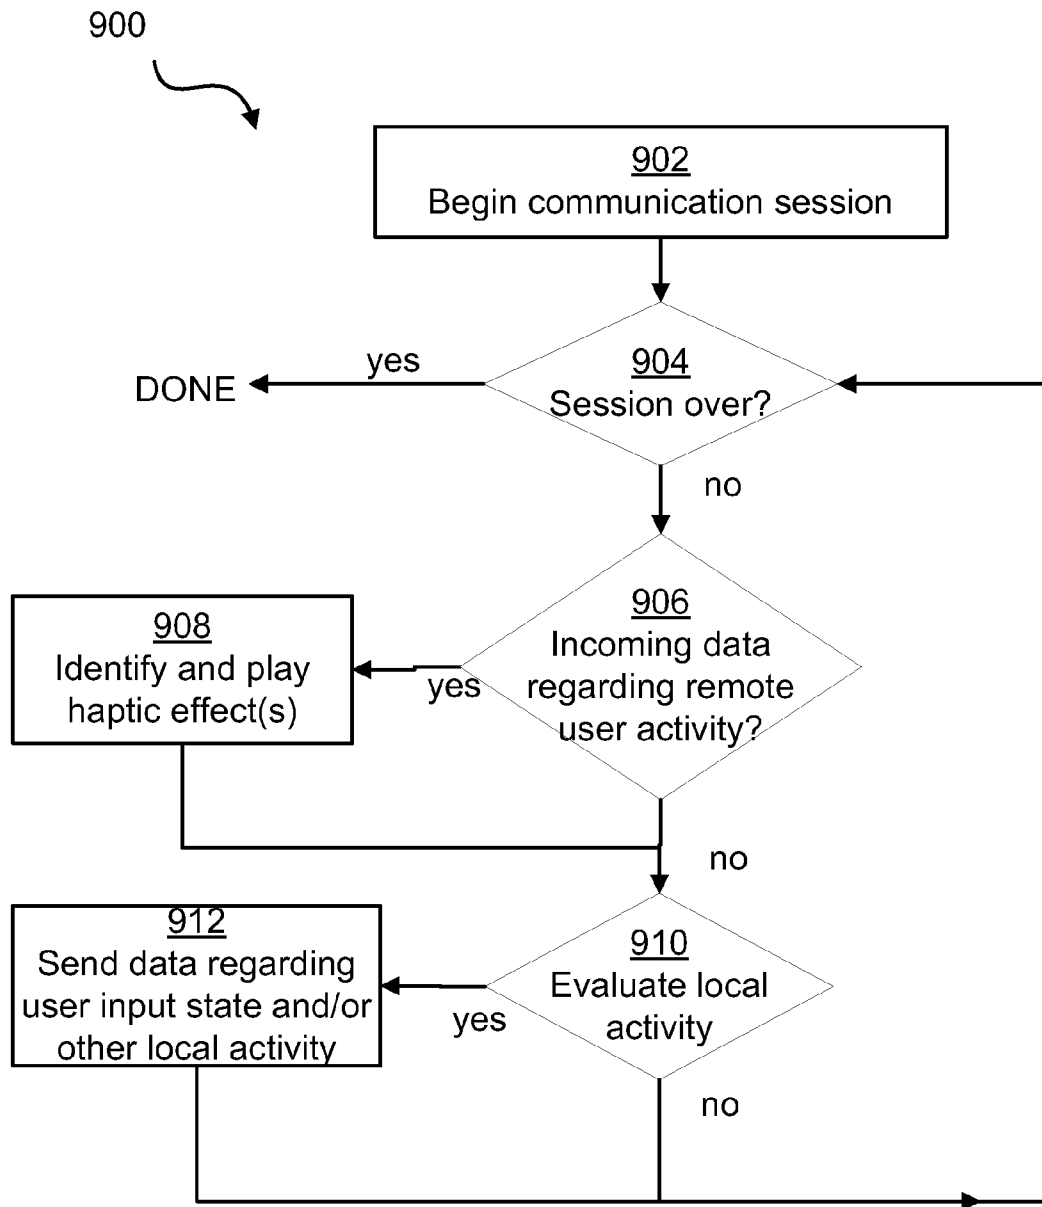 900
902
Begin communication session
yes
904
DONE
Session over?
no
906
908
Incoming data
Identify and play
yes
regarding remote
haptic effect(s)
user activity?
no
912
910
Send data regarding
Evaluate local
user input state and/or
yes
activity
other local activity
no